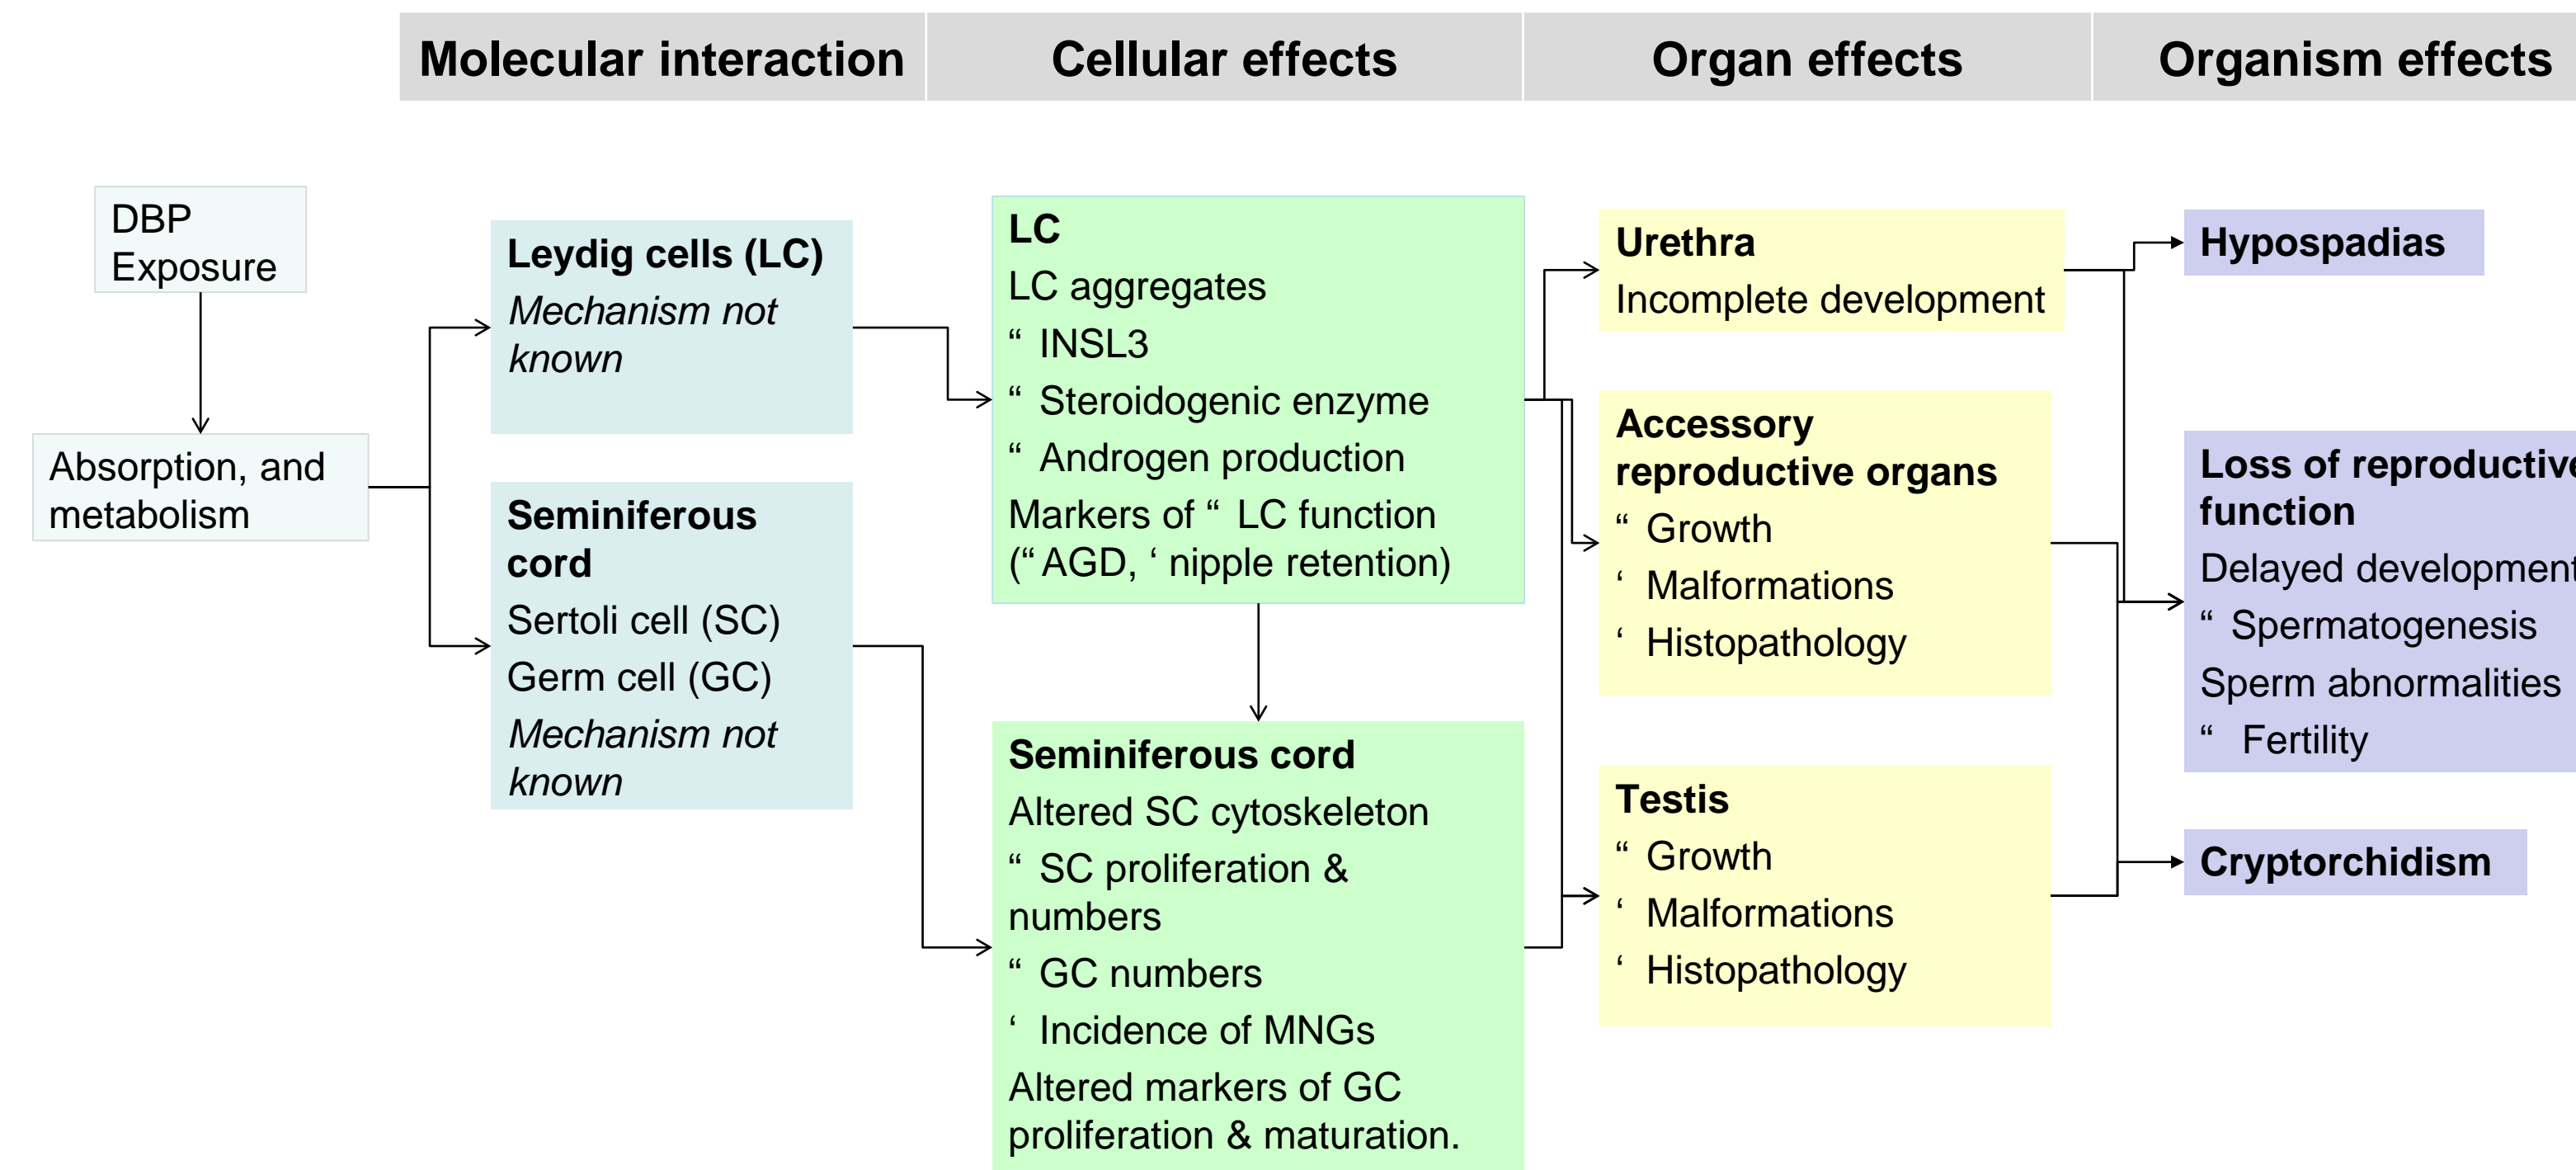 Molecular interaction
Cellular effects
Organ effects
Organism effects
DBP
Exposure
Absorption, and
metabolism
Leydig cells (LC)
Mechanism not
known
Seminiferous
cord
Sertoli cell (SC)
Germ cell (GC)
Mechanism not
known
LC
LC aggregates
“ INSL3
“ Steroidogenic enzyme
“ Androgen production
Markers of “ LC function
(“ AGD, ‘ nipple retention)
Seminiferous cord
Altered SC cytoskeleton
“ SC proliferation &
numbers
“ GC numbers
‘ Incidence of MNGs
Altered markers of GC
proliferation & maturation.
Urethra
Incomplete development
Accessory
reproductive organs
“ Growth
‘ Malformations
‘ Histopathology
Testis
“ Growth
‘ Malformations
‘ Histopathology
Hypospadias
Loss of reproductive
function
Delayed development
“ Spermatogenesis
Sperm abnormalities
“ Fertility
Cryptorchidism